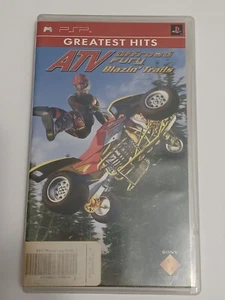 PSP
GREATEST HITS
ATV
offroad
Fury
Blazin' Trails